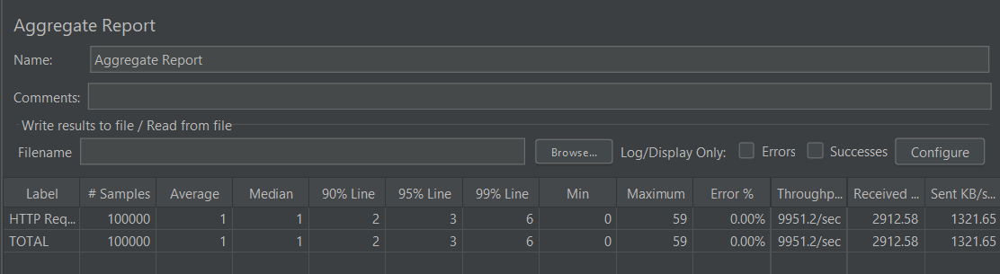 Aggregate Report
Name: Aggregate Report
Comments:
Write results to file / Read from file
Filename Browse... Log/Display Only: Errors Successes Configure
Label # Samples Average Median 90% Line 95% Line 99% Line Min Maximum Error % Throughp... Received ... Sent KB/s...
HTTP Req... 100000 1 1 2 3 6 0 59 0.00% 9951.2/sec 2912.58 1321.65
TOTAL 100000 1 1 2 3 6 0 59 0.00% 9951.2/sec 2912.58 1321.65